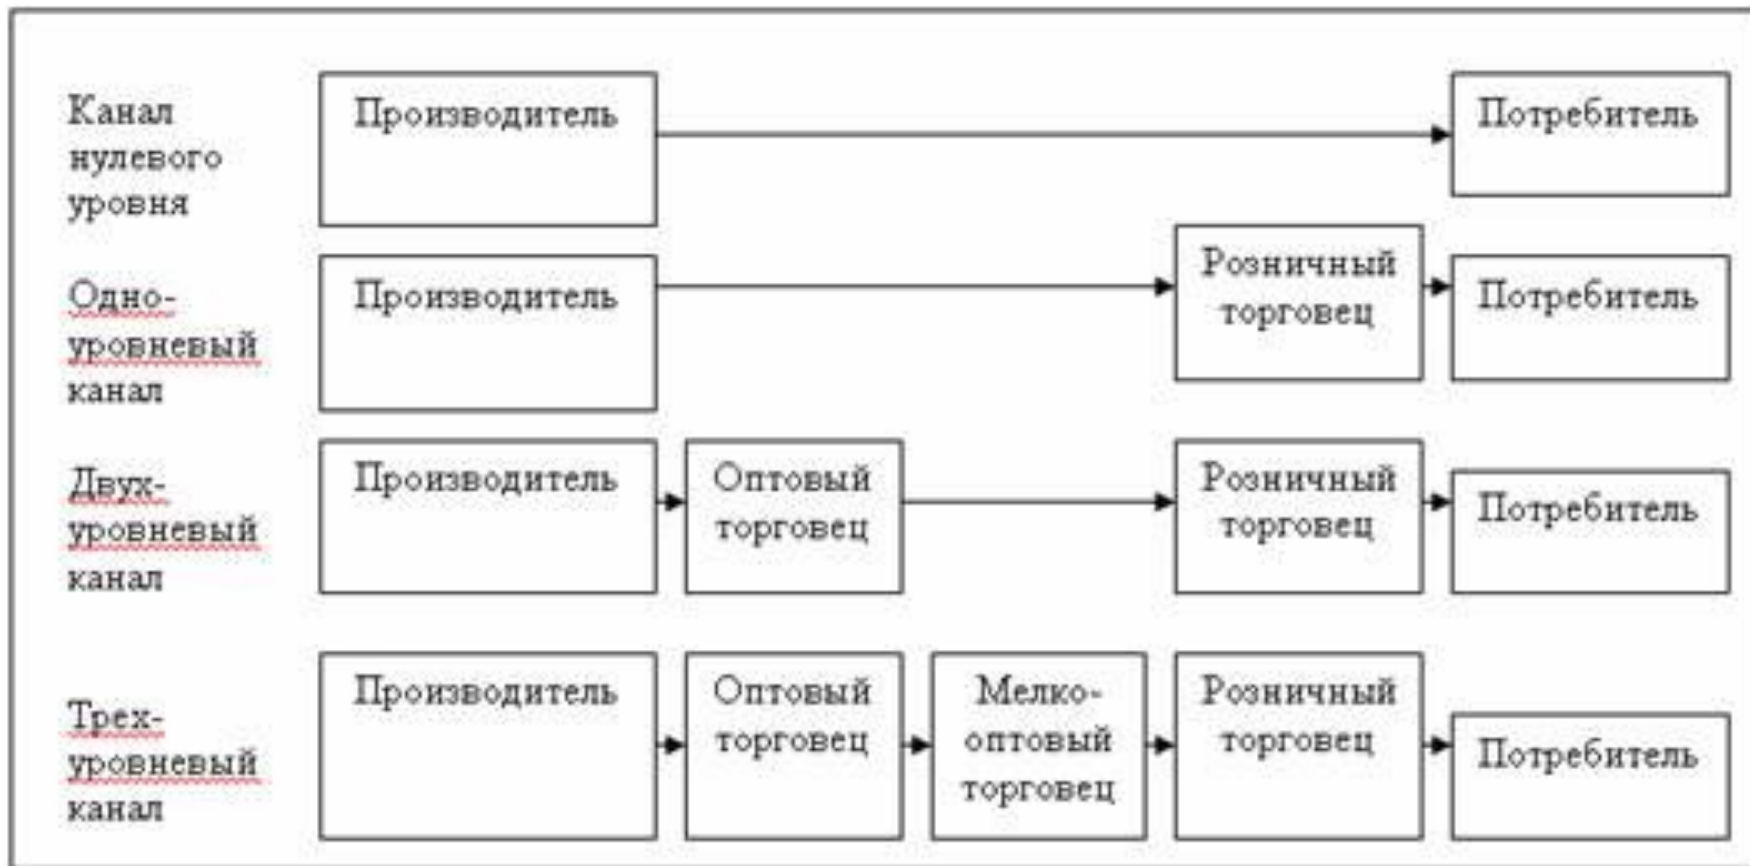 Канал
нулевого
уровня
Производитель
Потребитель
Одно-
уровневый
канал
Производитель
Розничный
торговец
Потребитель
Двух-
уровневый
канал
Производитель
Оптовый
торговец
Розничный
торговец
Потребитель
Трех-
уровневый
канал
Производитель
Оптовый
торговец
Мелко-
оптовый
торговец
Розничный
торговец
Потребитель